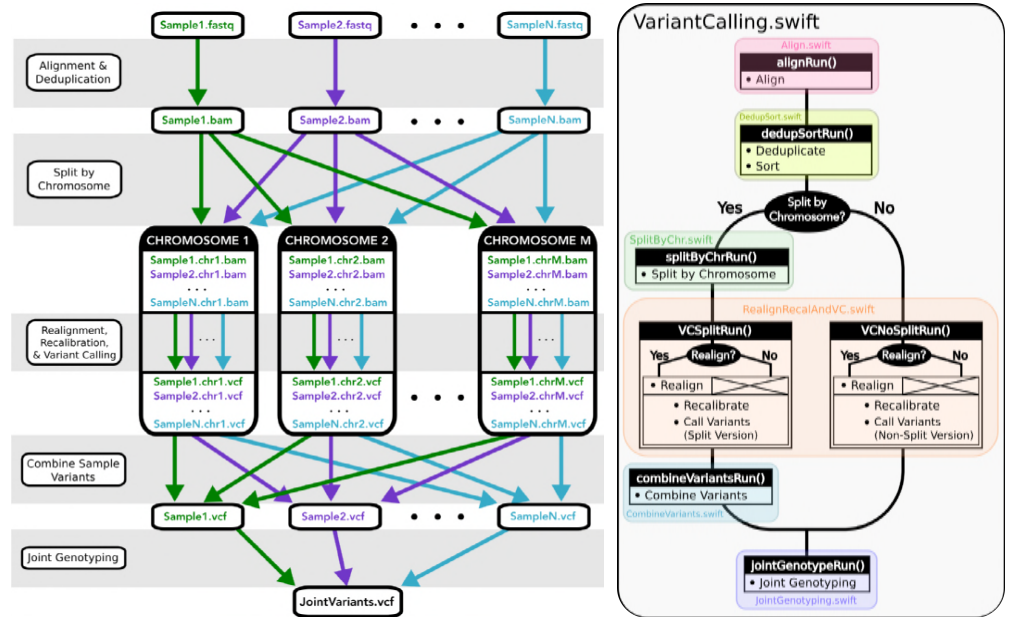 Sample1.fastq
Sample2.fastq
SampleN.fastq
Alignment &
Deduplication
Sample1.bam
Sample2.bam
SampleN.bam
Split by
Chromosome
CHROMOSOME 1
Sample1.chr1.bam
Sample2.chr1.bam
...
SampleN.chr1.bam
CHROMOSOME 2
Sample1.chr2.bam
Sample2.chr2.bam
...
SampleN.chr2.bam
CHROMOSOME M
Sample1.chrM.bam
Sample2.chrM.bam
...
SampleN.chrM.bam
Realignment,
Recalibration,
& Variant Calling
...
...
...
Sample1.chr1.vcf
Sample2.chr1.vcf
...
SampleN.chr1.vcf
Sample1.chr2.vcf
Sample2.chr2.vcf
...
SampleN.chr2.vcf
Sample1.chrM.vcf
Sample2.chrM.vcf
...
SampleN.chrM.vcf
Combine Sample
Variants
Sample1.vcf
Sample2.vcf
SampleN.vcf
Joint Genotyping
JointVariants.vcf
VariantCalling.swift
Align.swift
alignRun()
• Align
DedupSort.swift
dedupSortRun()
• Deduplicate
• Sort
Split by
Chromosome?
Yes
No
SplitByChr.swift
splitByChrRun()
• Split by Chromosome
RealignRecalAndVC.swift
VCSplitRun()
Realign?
Yes
No
• Realign
• Recalibrate
• Call Variants
(Split Version)
VCNoSplitRun()
Realign?
Yes
No
• Realign
• Recalibrate
• Call Variants
(Non-Split Version)
combineVariantsRun()
• Combine Variants
CombineVariants.swift
JointGenotypeRun()
• Joint Genotyping
JointGenotyping.swift